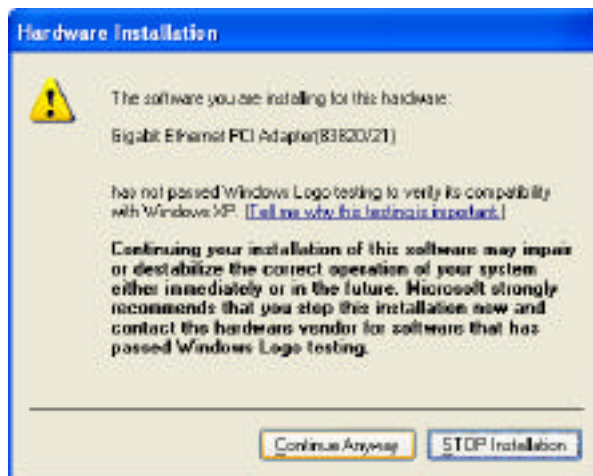 Hardware Installation
The software you are installing for this hardware:
Gigabit Ethernet PCI Adapter(83820/21)
has not passed Windows Logo testing to verify its compatibility
with Windows XP. (Tell me why this testing is important.)
Continuing your installation of this software may impair
or destabilize the correct operation of your system
either immediately or in the future. Microsoft strongly
recommends that you stop this installation now and
contact the hardware vendor for software that has
passed Windows Logo testing.
Continue Anyway
STOP Installation